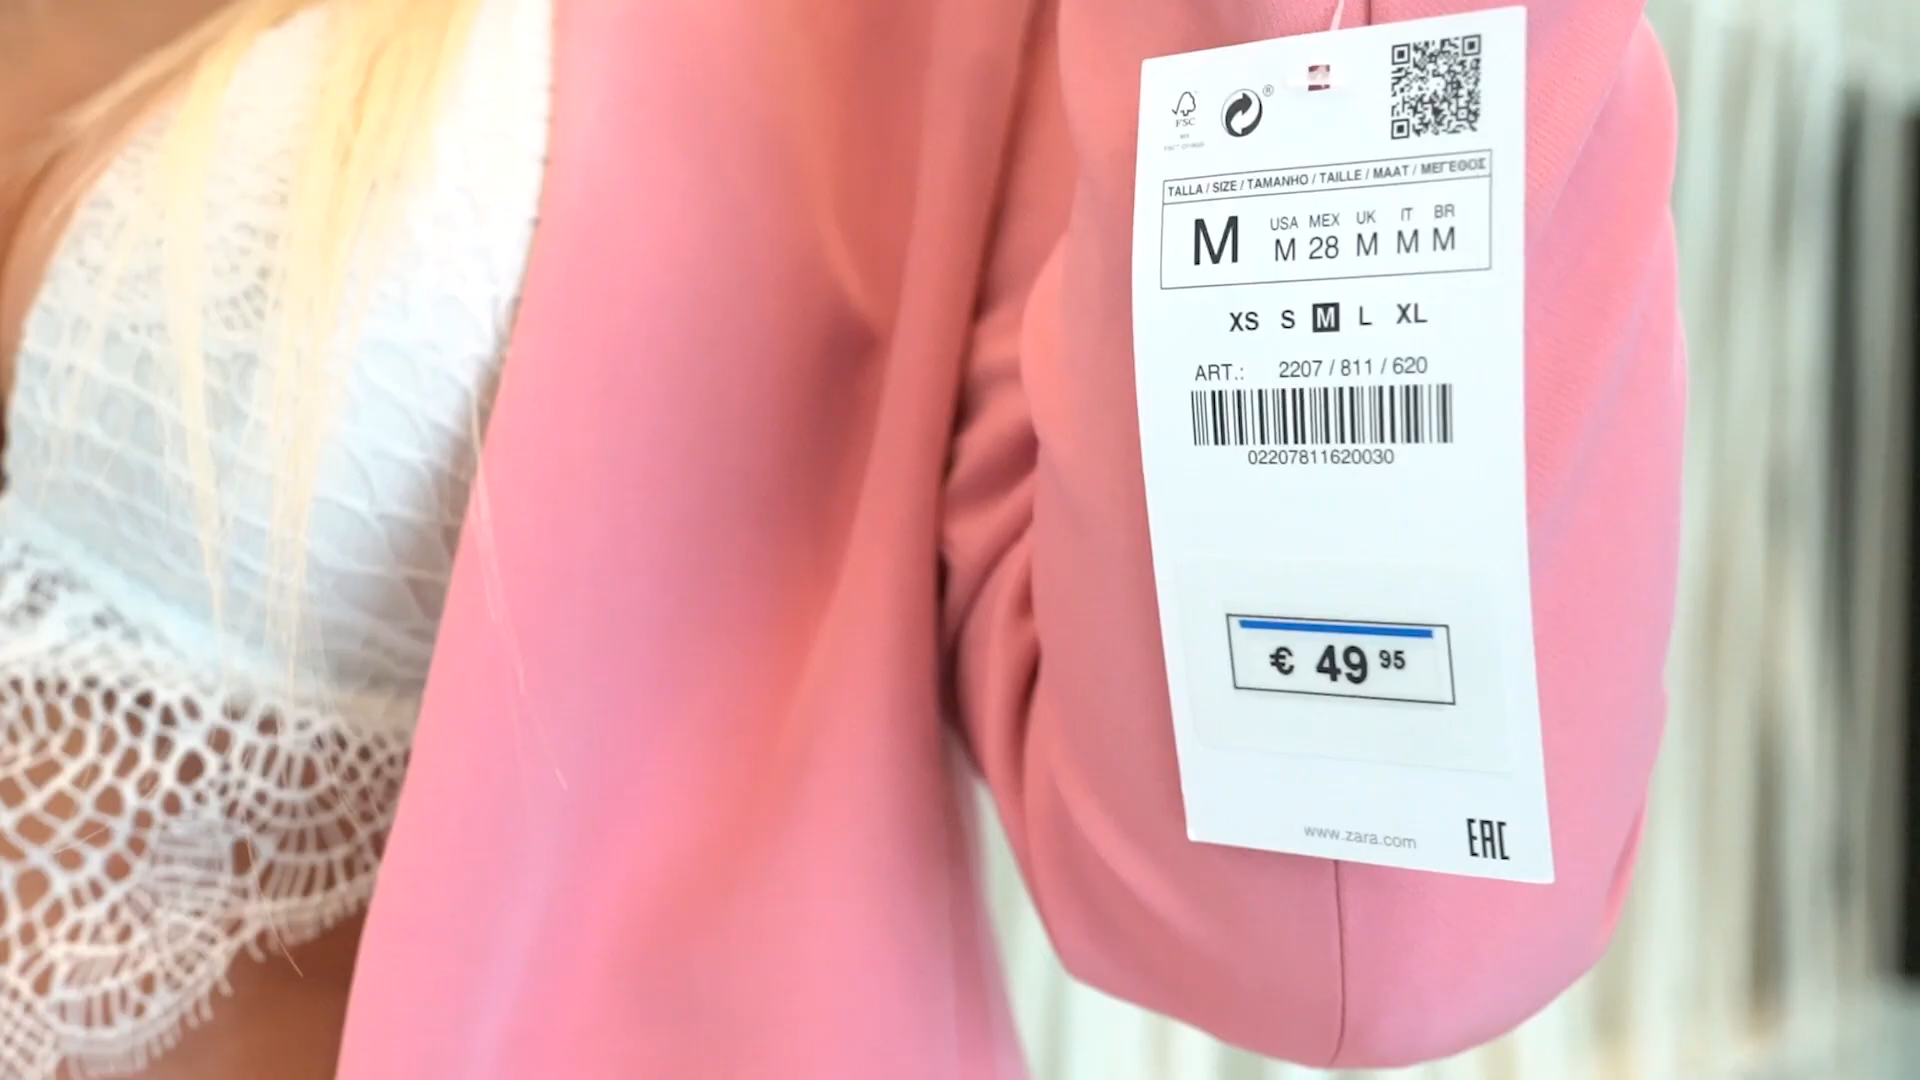 FSC
®
TALLA / SIZE / TAMANHO / TAILLE / MAAT / ΜΕΓΕΘΟΣ
M
USA MEX UK IT BR
M 28 M M M
XS S M L XL
ART.: 2207 / 811 / 620
02207811620030
€ 49 95
www.zara.com
EAC